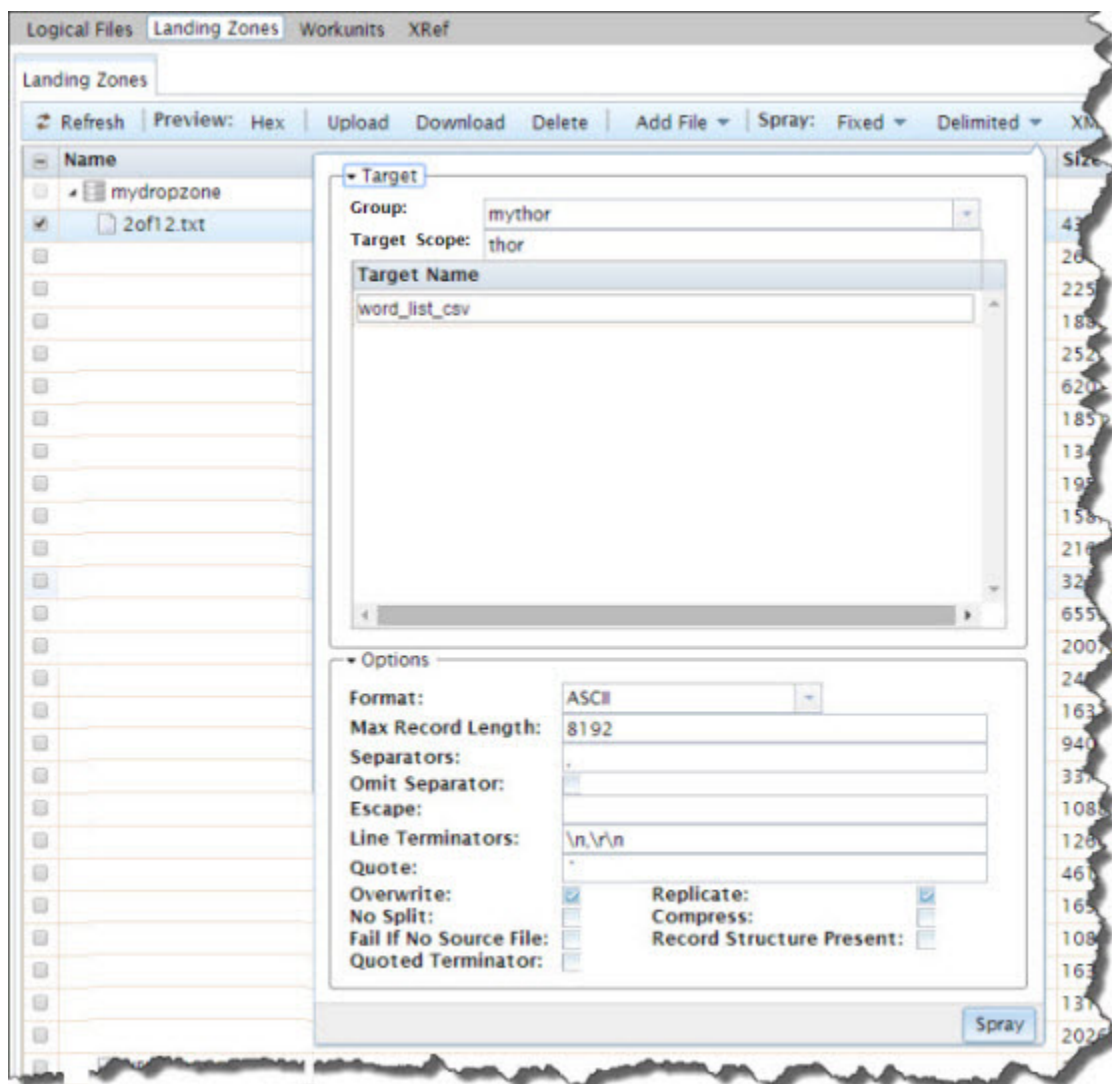 Logical Files Landing Zones Workunits XRef
Landing Zones
Refresh Preview: Hex Upload Download Delete Add File Spray: Fixed Delimited
Name
mydropzone
2of12.txt
Target
Group: mythor
Target Scope: thor
Target Name
word_list_csv
Options
Format: ASCII
Max Record Length: 8192
Separators: ,
Omit Separator:
Escape:
Line Terminators: \n,\r\n
Quote: '
Overwrite: Replicate:
No Split: Compress:
Fail If No Source File: Record Structure Present:
Quoted Terminator:
Spray